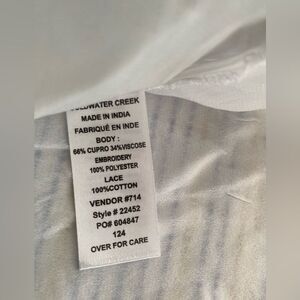 COLDWATER CREEK
MADE IN INDIA
FABRIQUÉ EN INDE
BODY :
66% CUPRO 34%VISCOSE
EMBROIDERY
100% POLYESTER
LACE
100%COTTON
VENDOR #714
Style # 22452
PO# 604847
124
OVER FOR CARE